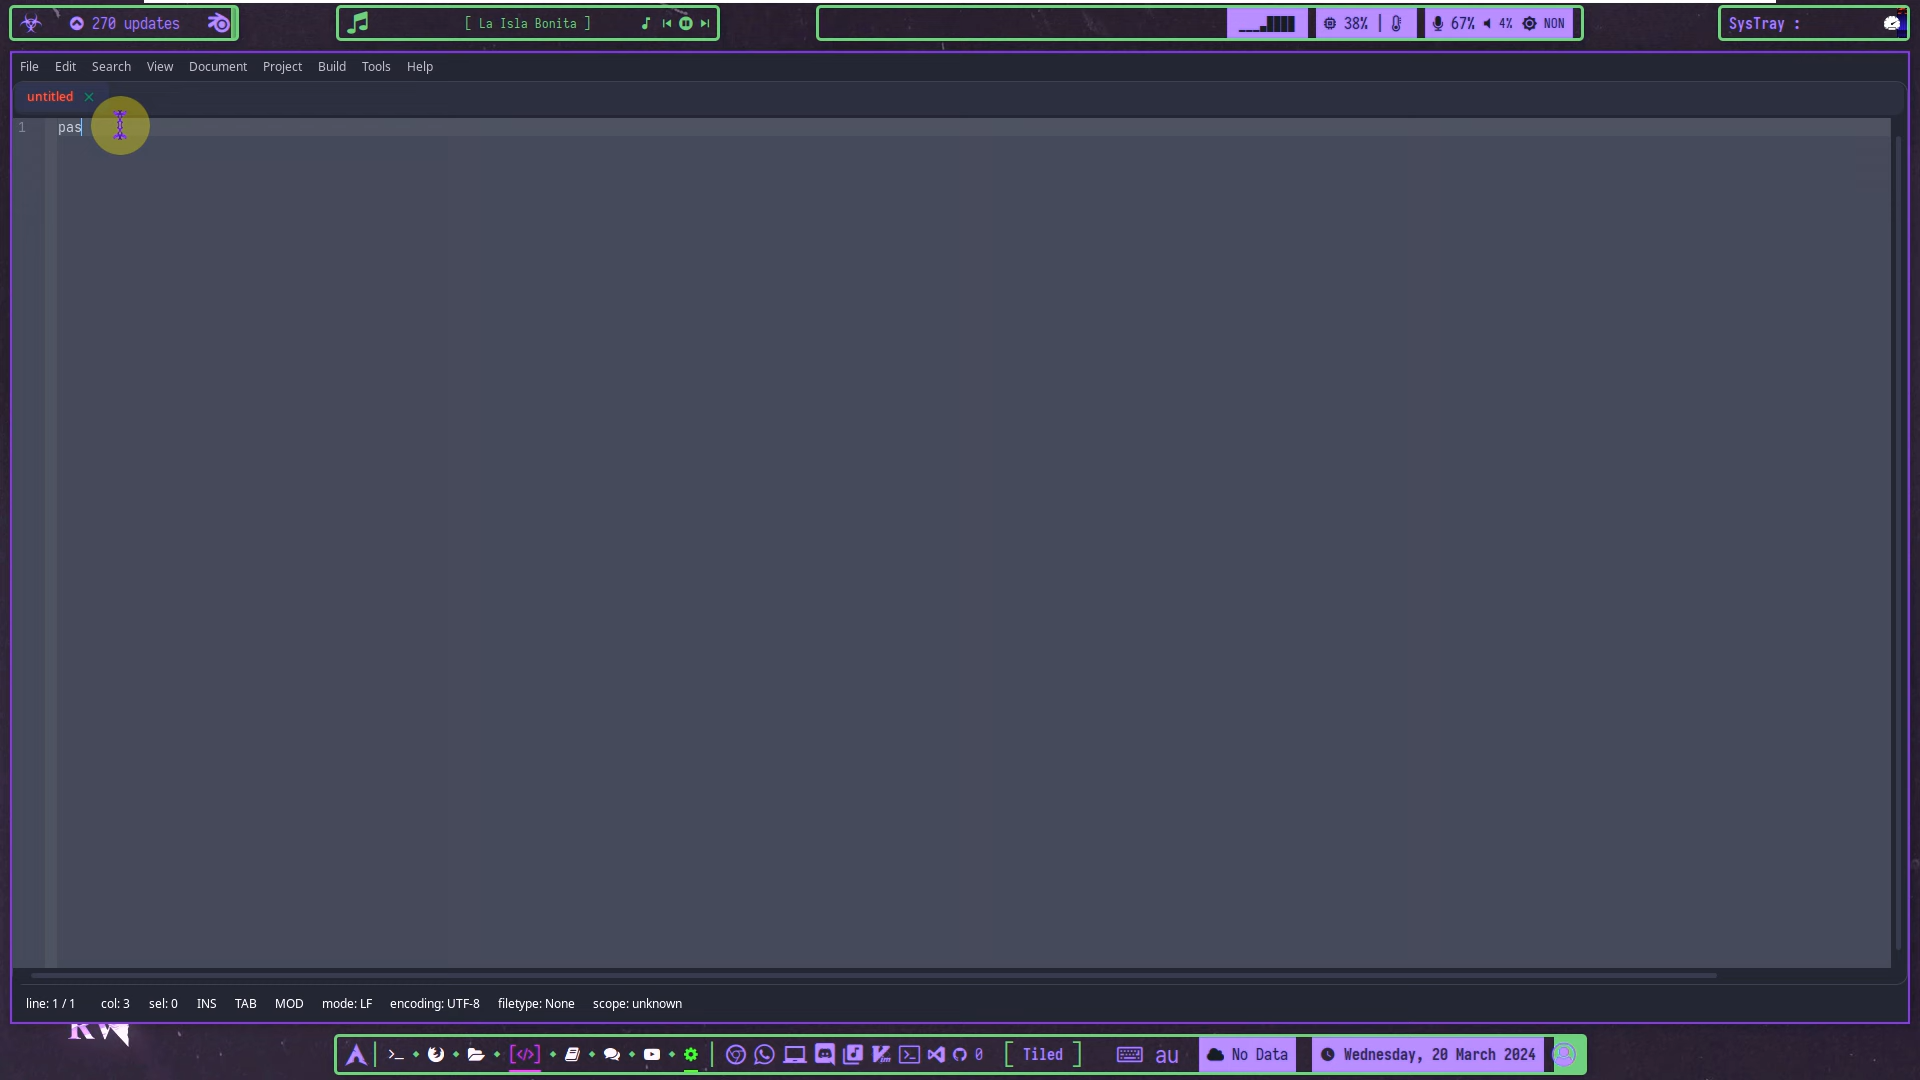 270 updates
[ La Isla Bonita ]
38% |
67% 4% NON
SysTray :
File Edit Search View Document Project Build Tools Help
untitled
1 pas
line: 1 / 1 col: 3 sel: 0 INS TAB MOD mode: LF encoding: UTF-8 filetype: None scope: unknown
0 [ Tiled ] au No Data Wednesday, 20 March 2024